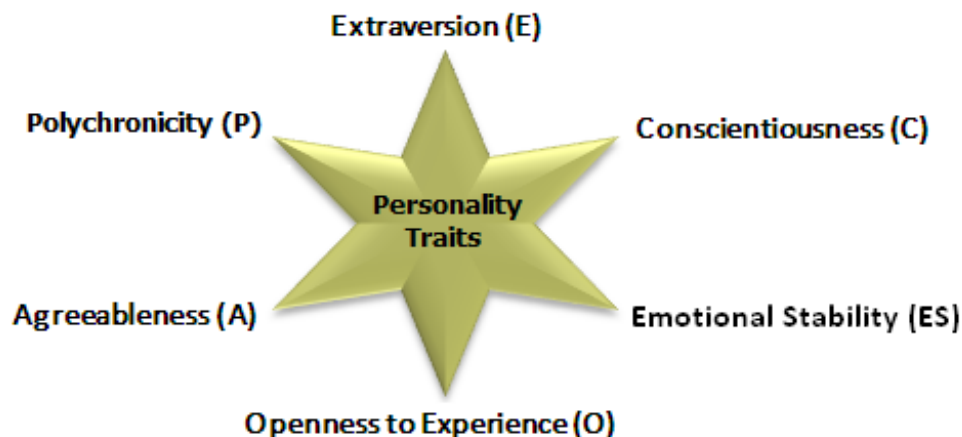 Extraversion (E)
Polychronicity (P)
Conscientiousness (C)
Personality
Traits
Agreeableness (A)
Emotional Stability (ES)
Openness to Experience (O)